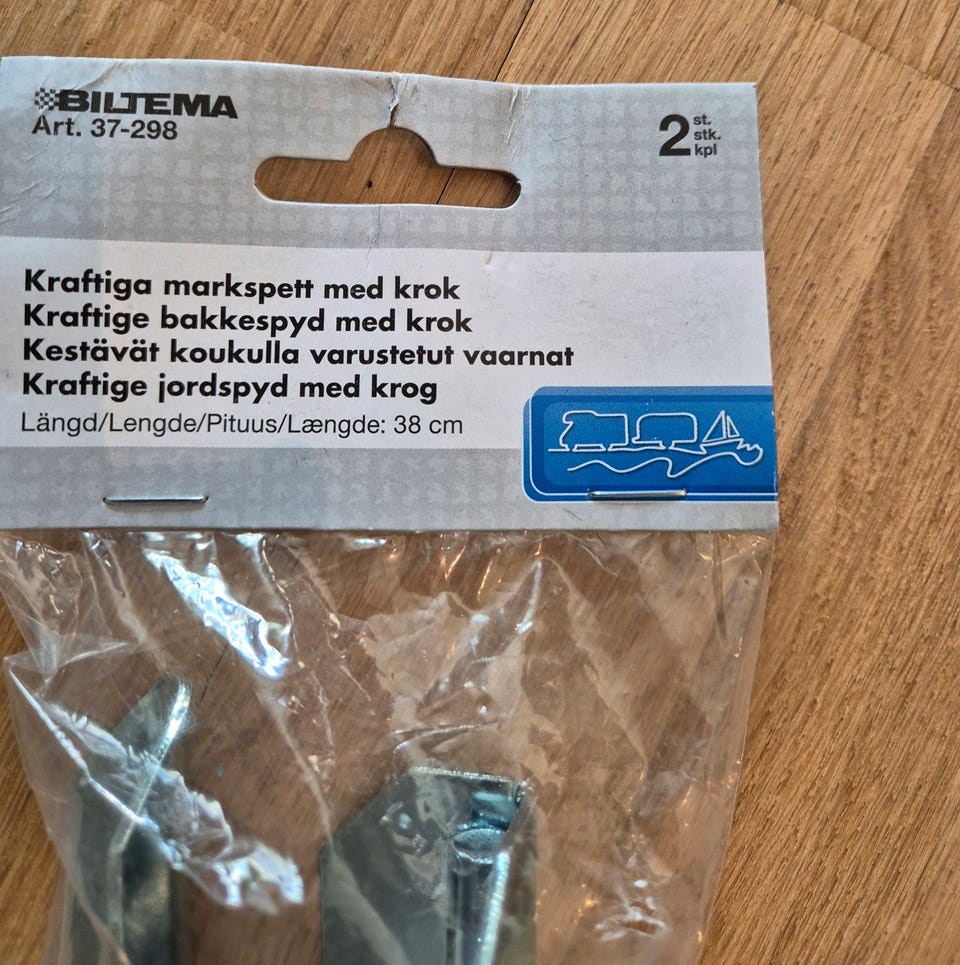 BILTEMA
Art. 37-298
2 st.
stk.
kpl
Kraftiga markspett med krok
Kraftige bakkespyd med krok
Kestävät koukulla varustetut vaarnat
Kraftige jordspyd med krog
Längd/Lengde/Pituus/Længde: 38 cm